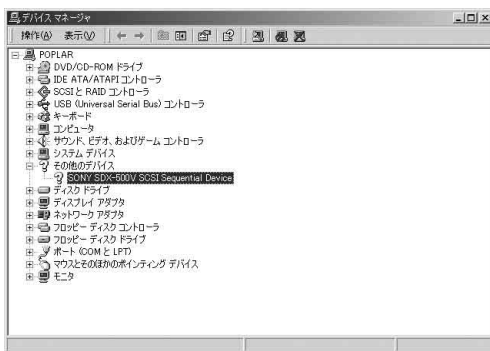 デバイス マネージャ
操作(A) 表示(V)
POPLAR
DVD/CD-ROM ドライブ
IDE ATA/ATAPI コントローラ
SCSI と RAID コントローラ
USB (Universal Serial Bus) コントローラ
キーボード
コンピュータ
サウンド、ビデオ、およびゲーム コントローラ
システム デバイス
その他のデバイス
SONY SDX-500V SCSI Sequential Device
ディスク ドライブ
ディスプレイ アダプタ
ネットワーク アダプタ
フロッピー ディスク コントローラ
フロッピー ディスク ドライブ
ポート (COM と LPT)
マウスとそのほかのポインティング デバイス
モニタ